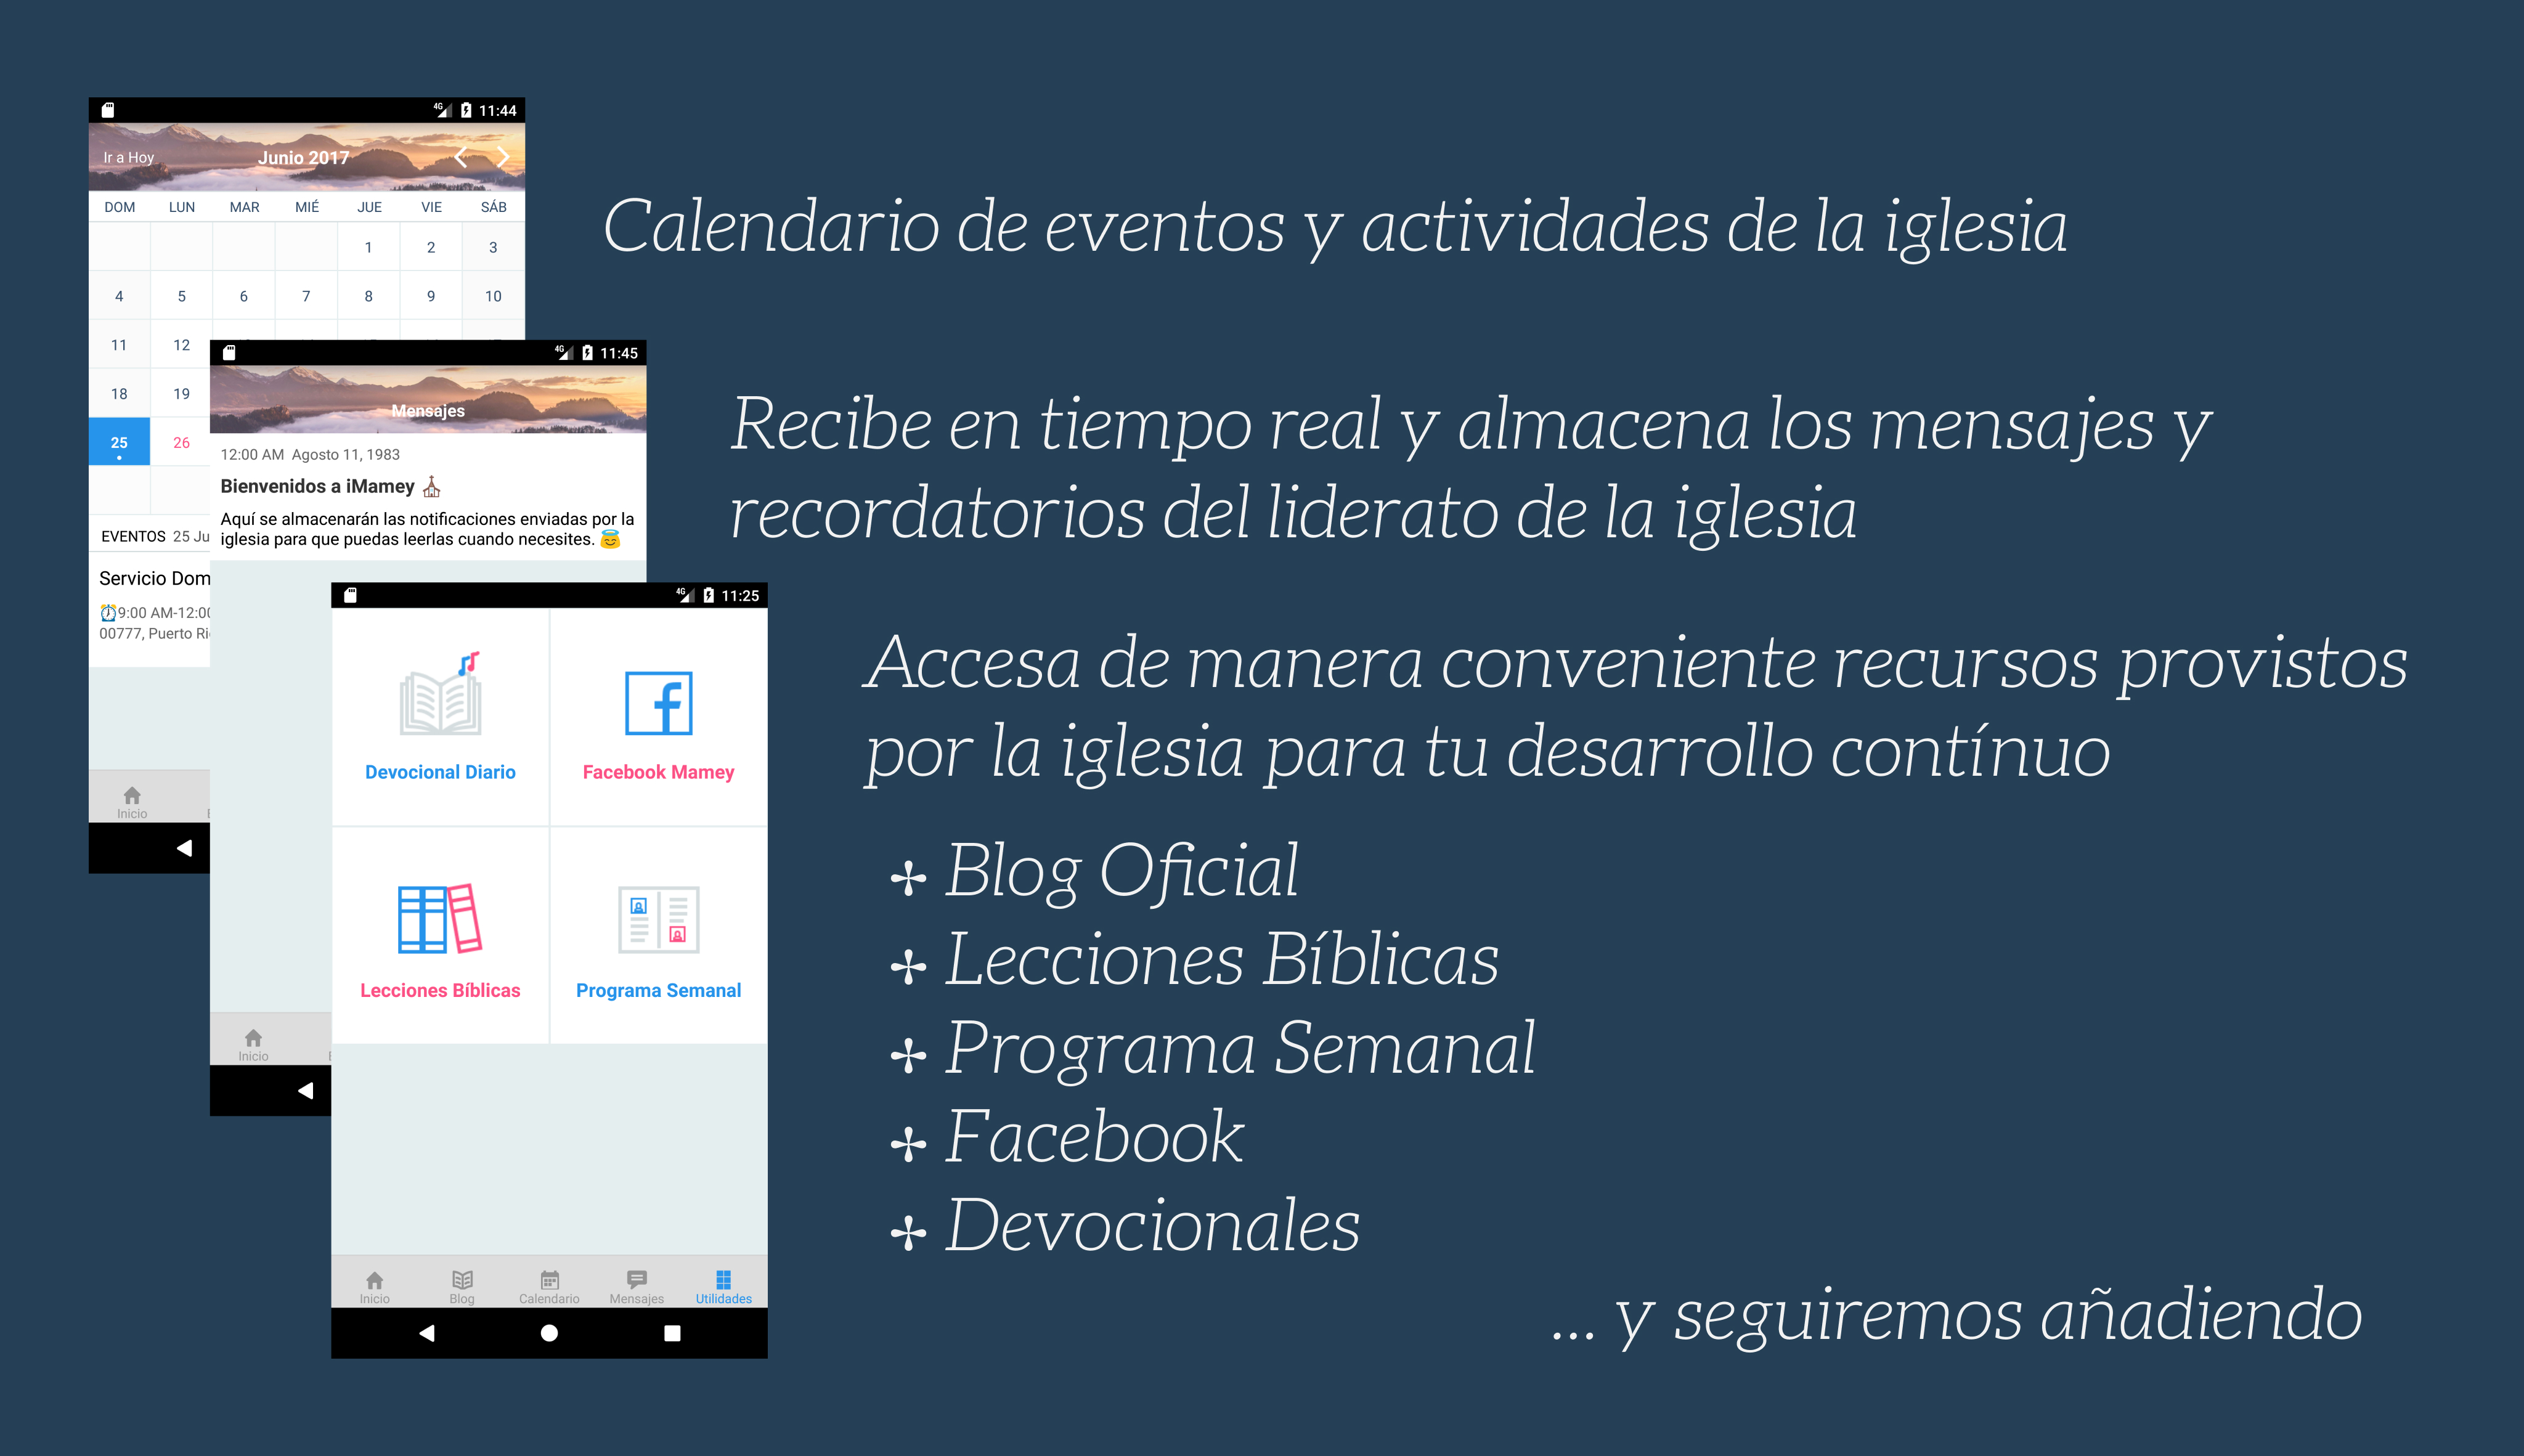 11:44
Ir a Hoy Junio 2017
DOM LUN MAR MIÉ JUE VIE SÁB
1 2 3
4 5 6 7 8 9 10
11 12
18 19
25 26
EVENTOS 25 Ju
Servicio Dom
9:00 AM-12:00
00777, Puerto Ri
Inicio
11:45
Mensajes
12:00 AM Agosto 11, 1983
Bienvenidos a iMamey
Aquí se almacenarán las notificaciones enviadas por la
iglesia para que puedas leerlas cuando necesites.
Inicio
11:25
Devocional Diario Facebook Mamey
Lecciones Bíblicas Programa Semanal
Inicio Blog Calendario Mensajes Utilidades
Calendario de eventos y actividades de la iglesia
Recibe en tiempo real y almacena los mensajes y
recordatorios del liderato de la iglesia
Accesa de manera conveniente recursos provistos
por la iglesia para tu desarrollo contínuo
Blog Oficial
Lecciones Bíblicas
Programa Semanal
Facebook
Devocionales
... y seguiremos añadiendo